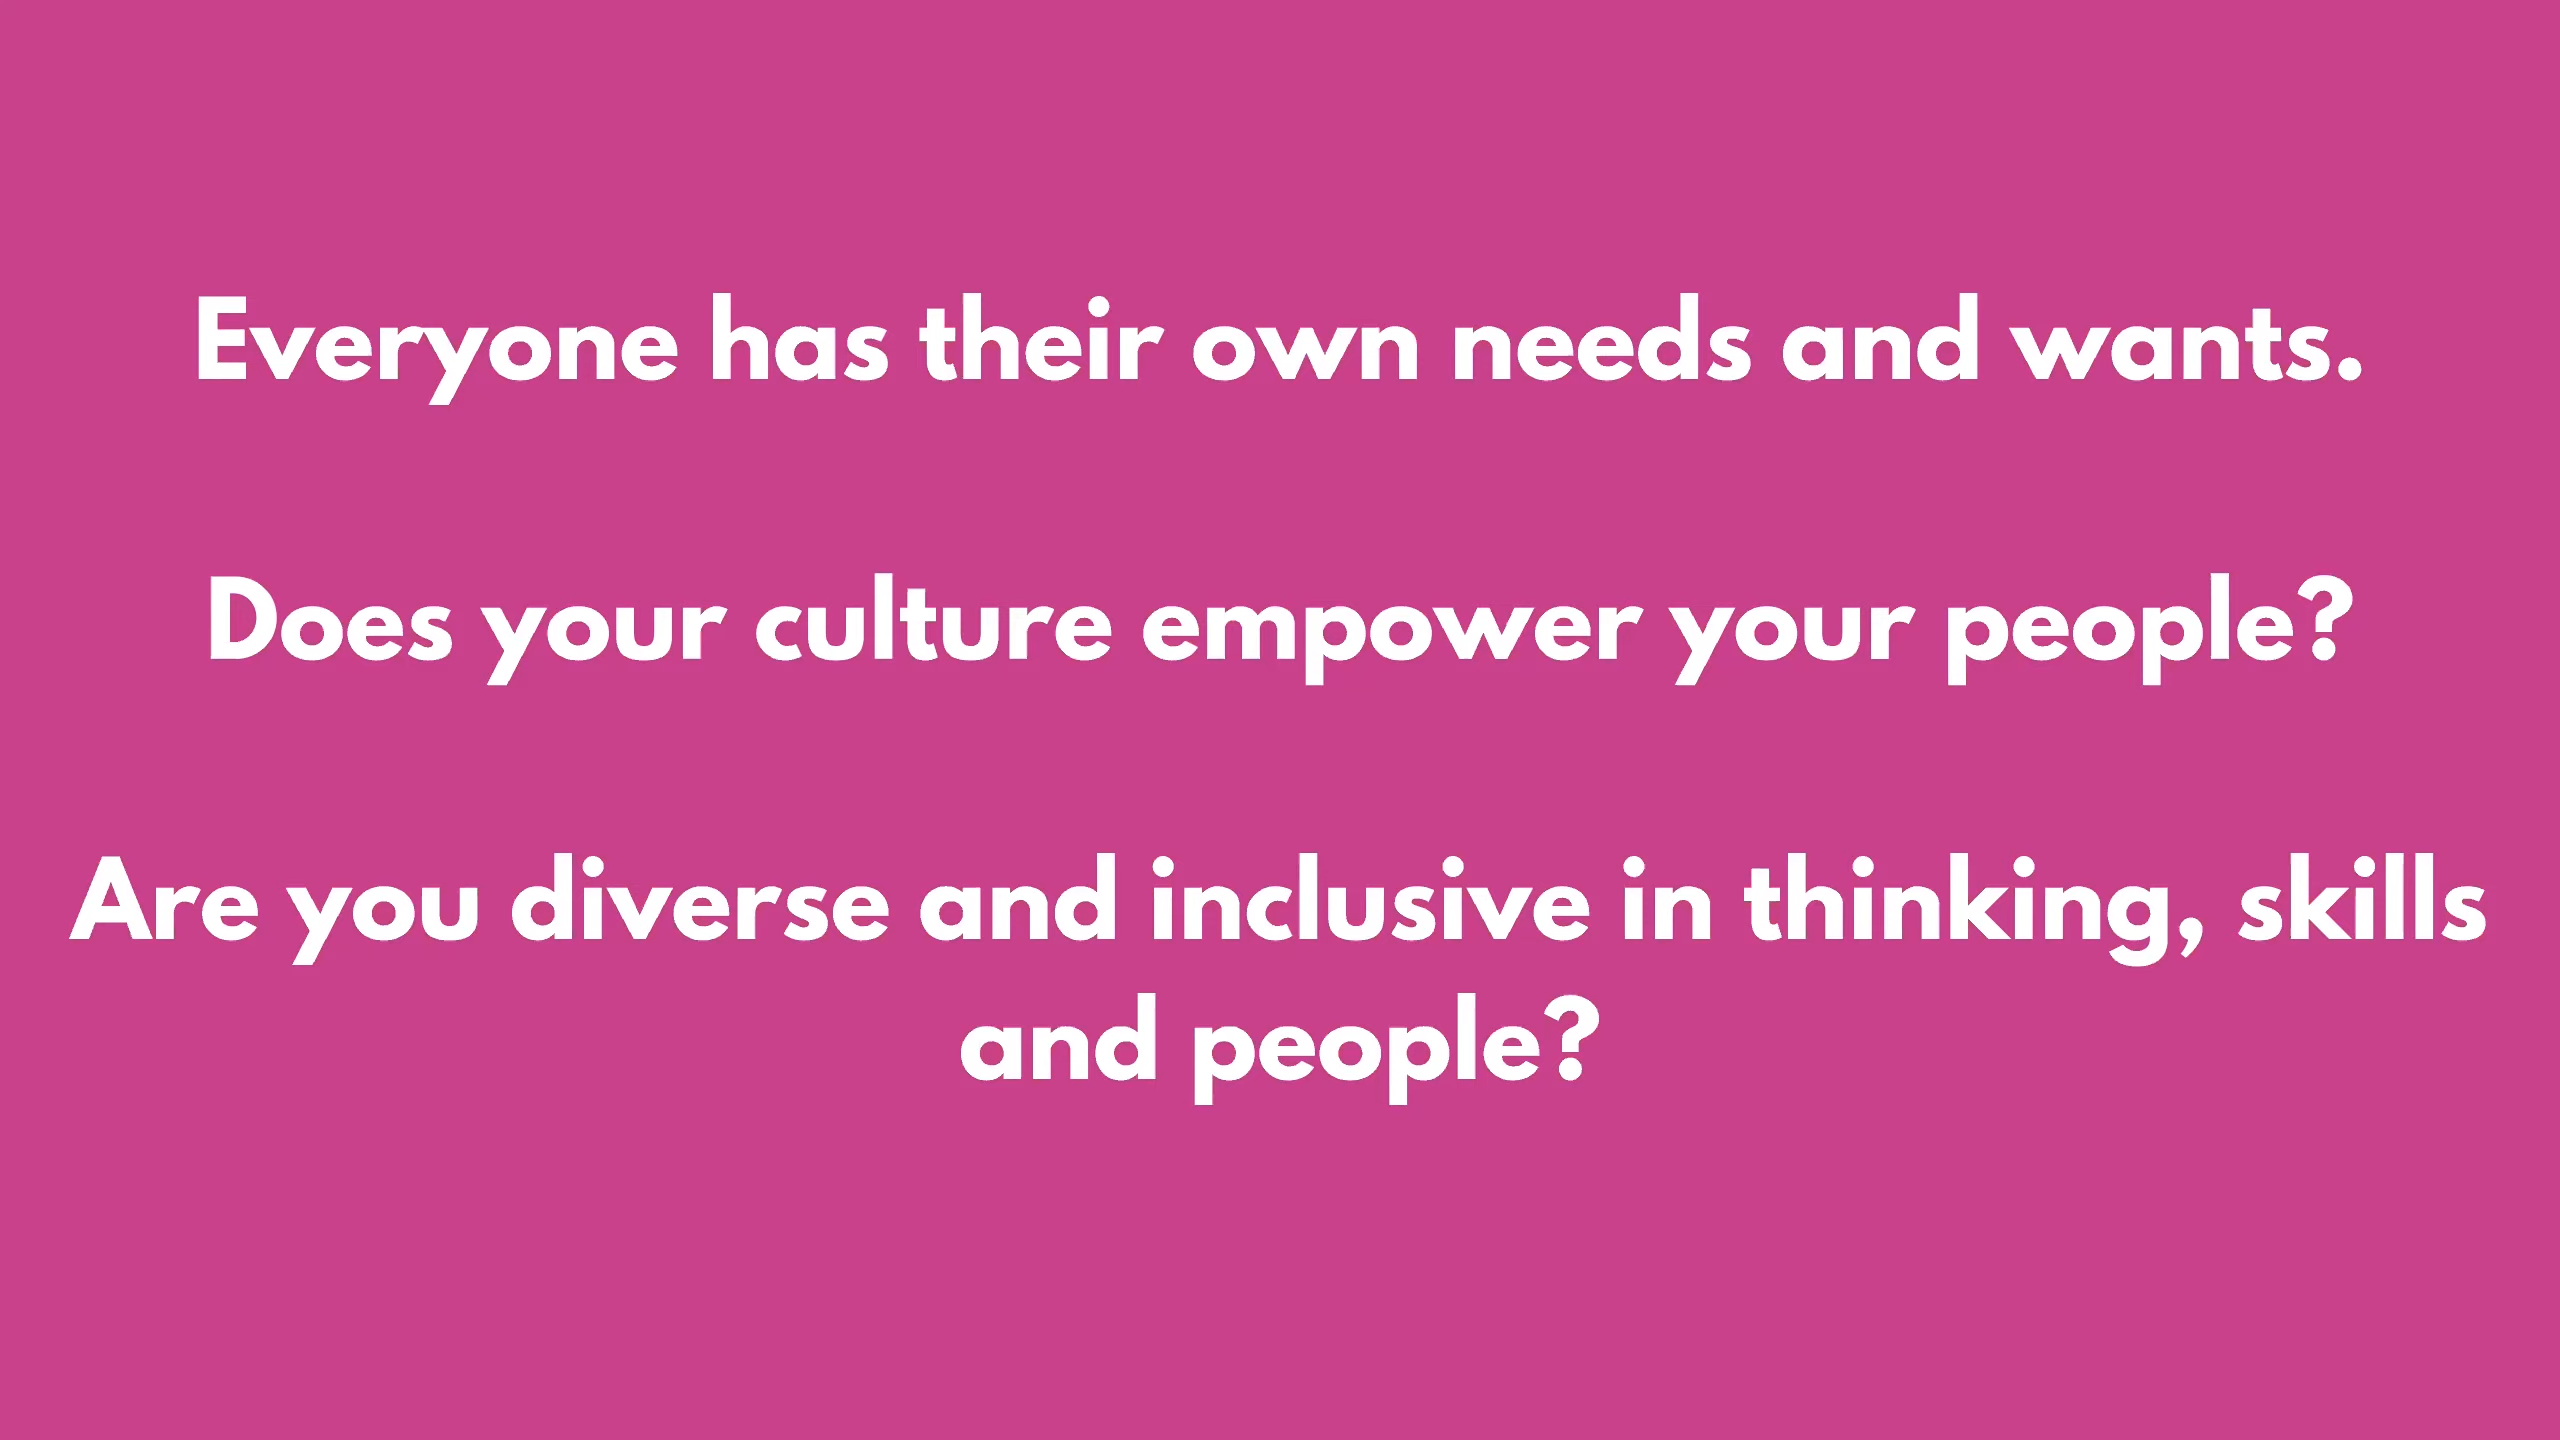 Everyone has their own needs and wants.
Does your culture empower your people?
Are you diverse and inclusive in thinking, skills
and people?